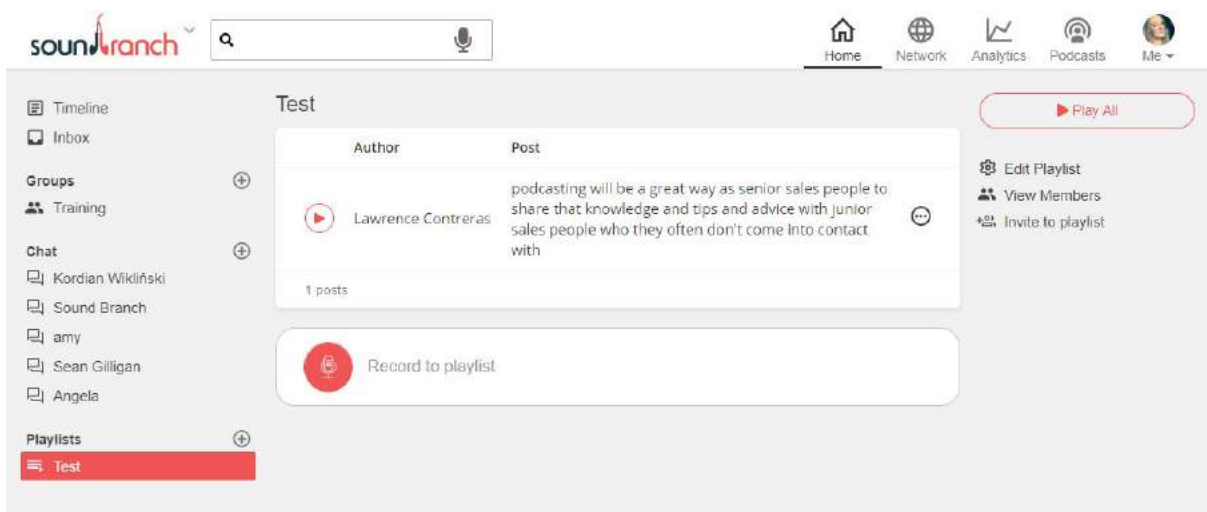 soundbranch
Home
Network
Analytics
Podcasts
Me
Timeline
Inbox
Groups
Training
Chat
Kordian Wikliński
Sound Branch
amy
Sean Gilligan
Angela
Playlists
Test
Test
Author Post
Lawrence Contreras
podcasting will be a great way as senior sales people to
share that knowledge and tips and advice with junior
sales people who they often don't come into contact
with
1 posts
Record to playlist
Play All
Edit Playlist
View Members
Invite to playlist